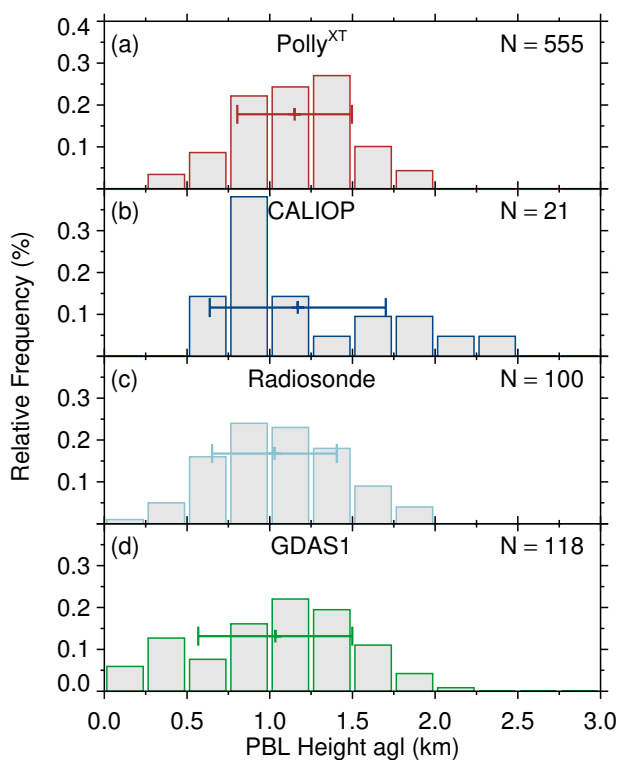 0.4
(a)
Polly^XT
N = 555
0.3
0.2
0.1
(b)
CALIOP
N = 21
0.3
0.2
0.1
(c)
Radiosonde
N = 100
0.3
0.2
0.1
(d)
GDAS1
N = 118
0.3
0.2
0.1
0.0
Relative Frequency (%)
0.0 0.5 1.0 1.5 2.0 2.5 3.0
PBL Height agl (km)